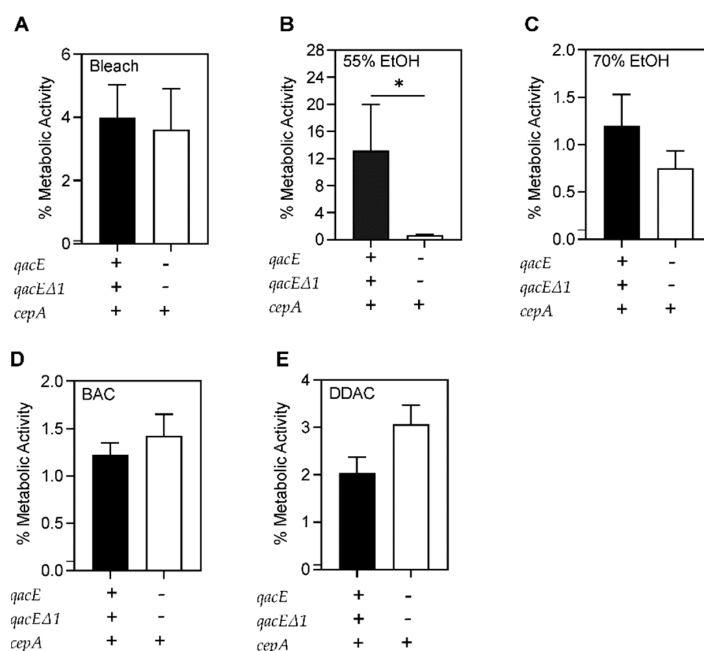 A
B
C
% Metabolic Activity
6
4
2
0
Bleach
% Metabolic Activity
28
24
20
16
12
8
4
0
55% EtOH
*
% Metabolic Activity
2.0
1.5
1.0
0.5
0.0
70% EtOH
qacE + -
qacEΔ1 + -
cepA + +
qacE + -
qacEΔ1 + -
cepA + +
qacE + -
qacEΔ1 + -
cepA + +
D
E
% Metabolic Activity
2.0
1.5
1.0
0.5
0.0
BAC
% Metabolic Activity
4
3
2
1
0
DDAC
qacE + -
qacEΔ1 + -
cepA + +
qacE + -
qacEΔ1 + -
cepA + +